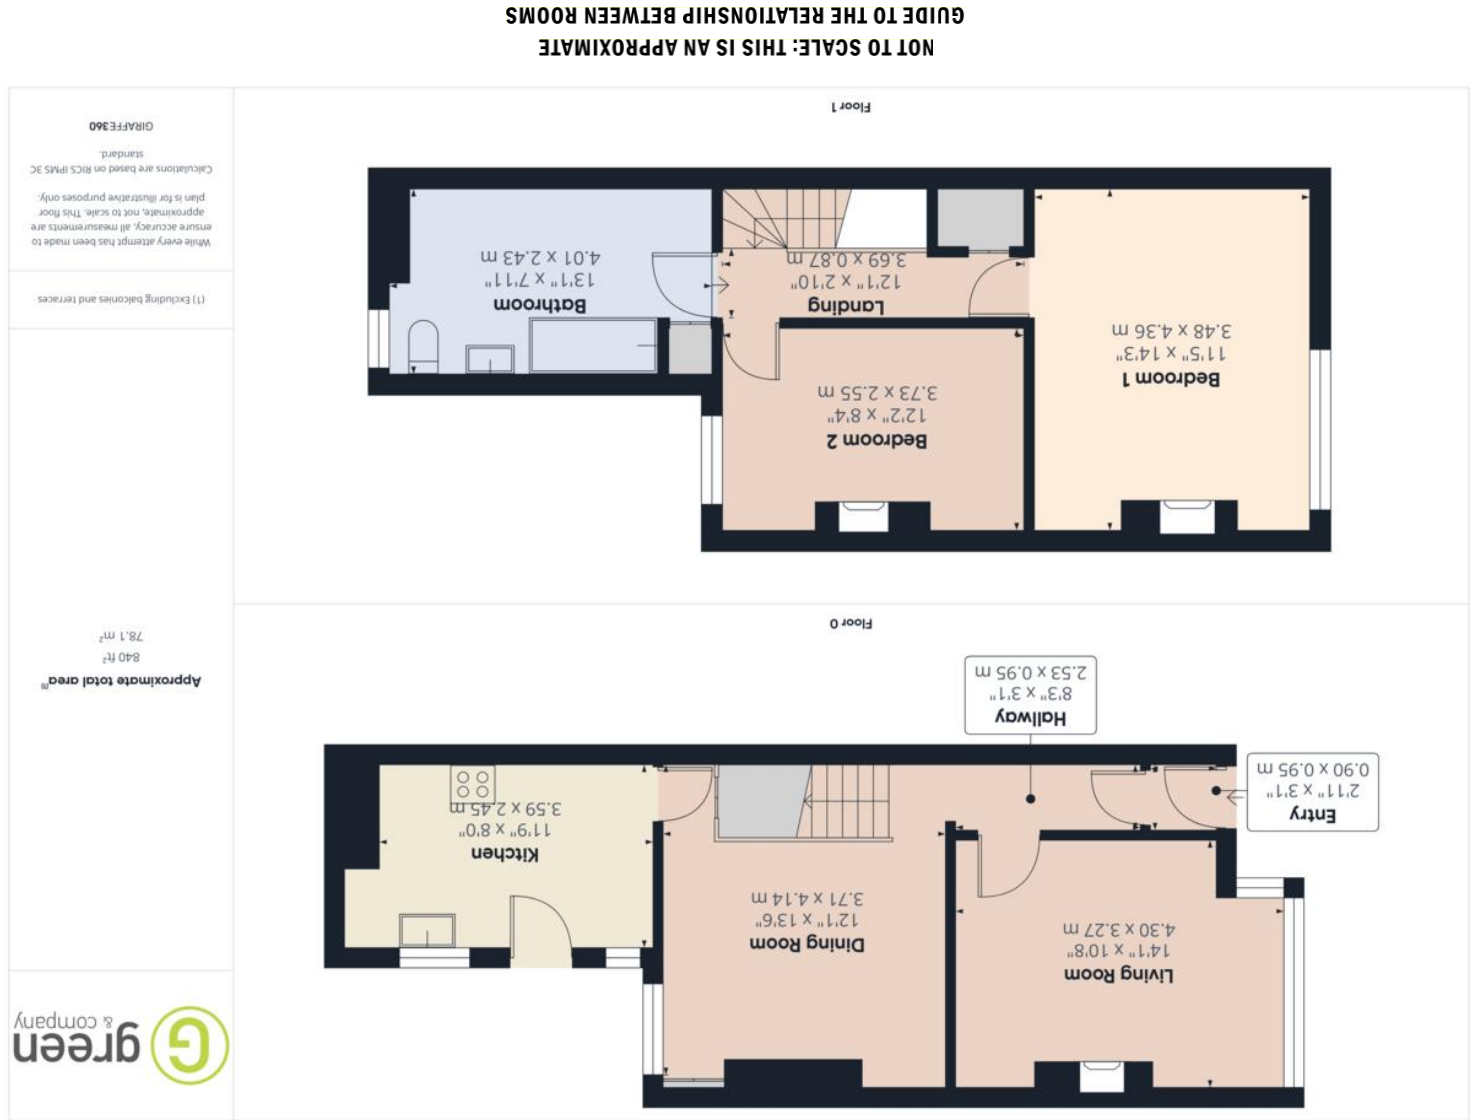 green
& company
Living Room
14'1" x 10'8"
4.30 x 3.27 m
Dining Room
12'1" x 13'6"
3.71 x 4.14 m
Kitchen
11'9" x 8'0"
3.59 x 2.45 m
Entry
2'11" x 3'1"
0.90 x 0.95 m
Hallway
8'3" x 3'1"
2.53 x 0.95 m
Floor 0
Approximate total area(1)
840 ft²
78.1 m²
Bedroom 2
12'2" x 8'4"
3.73 x 2.55 m
Bedroom 1
11'5" x 14'3"
3.48 x 4.36 m
Landing
12'1" x 2'10"
3.69 x 0.87 m
Bathroom
13'1" x 7'11"
4.01 x 2.43 m
Floor 1
(1) Excluding balconies and terraces
While every attempt has been made to
ensure accuracy, all measurements are
approximate, not to scale. This floor
plan is for illustrative purposes only.
Calculations are based on RICS IPMS 3C
standard.
GIRAFFE360
NOT TO SCALE: THIS IS AN APPROXIMATE
GUIDE TO THE RELATIONSHIP BETWEEN ROOMS